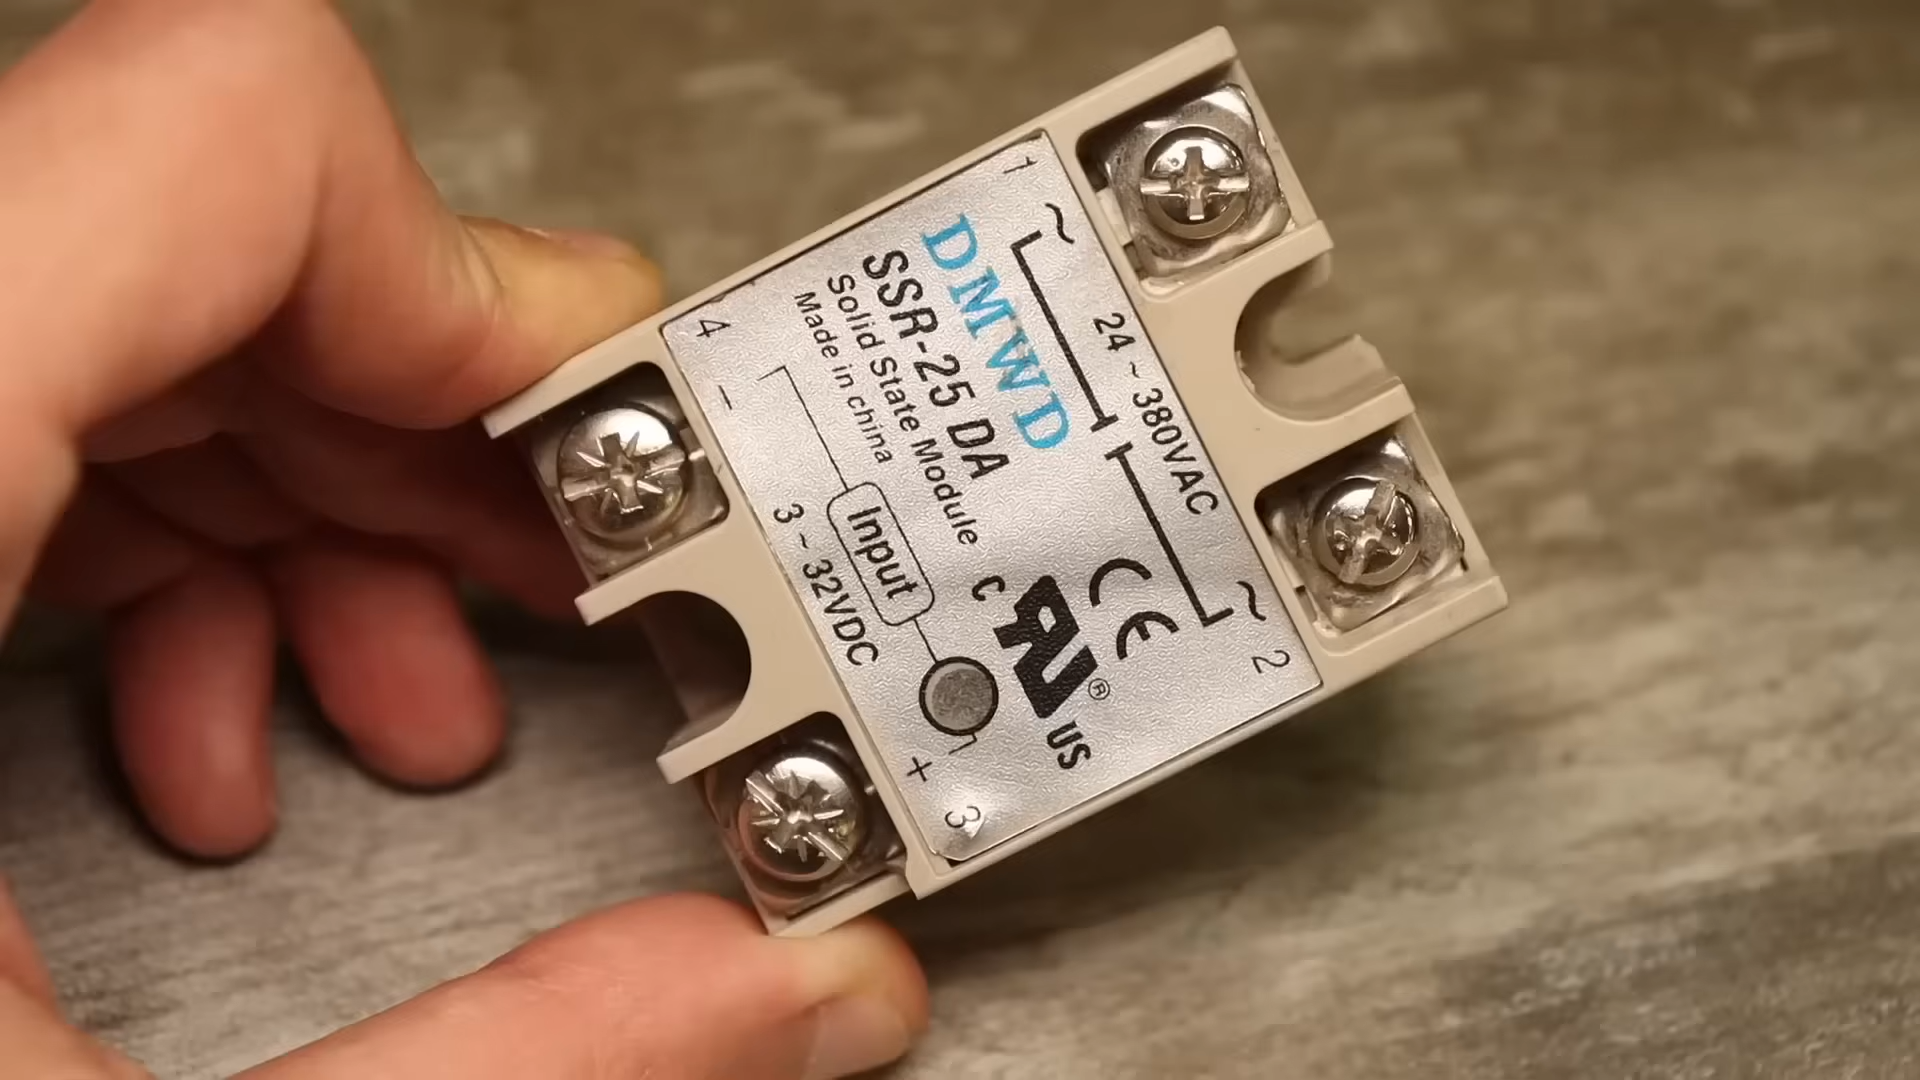 1
~
24~380VAC
~
2
DMWD
SSR-25 DA
Solid State Module
Made in china
CE
C
RU
®
US
4
-
Input
3~32VDC
+
3